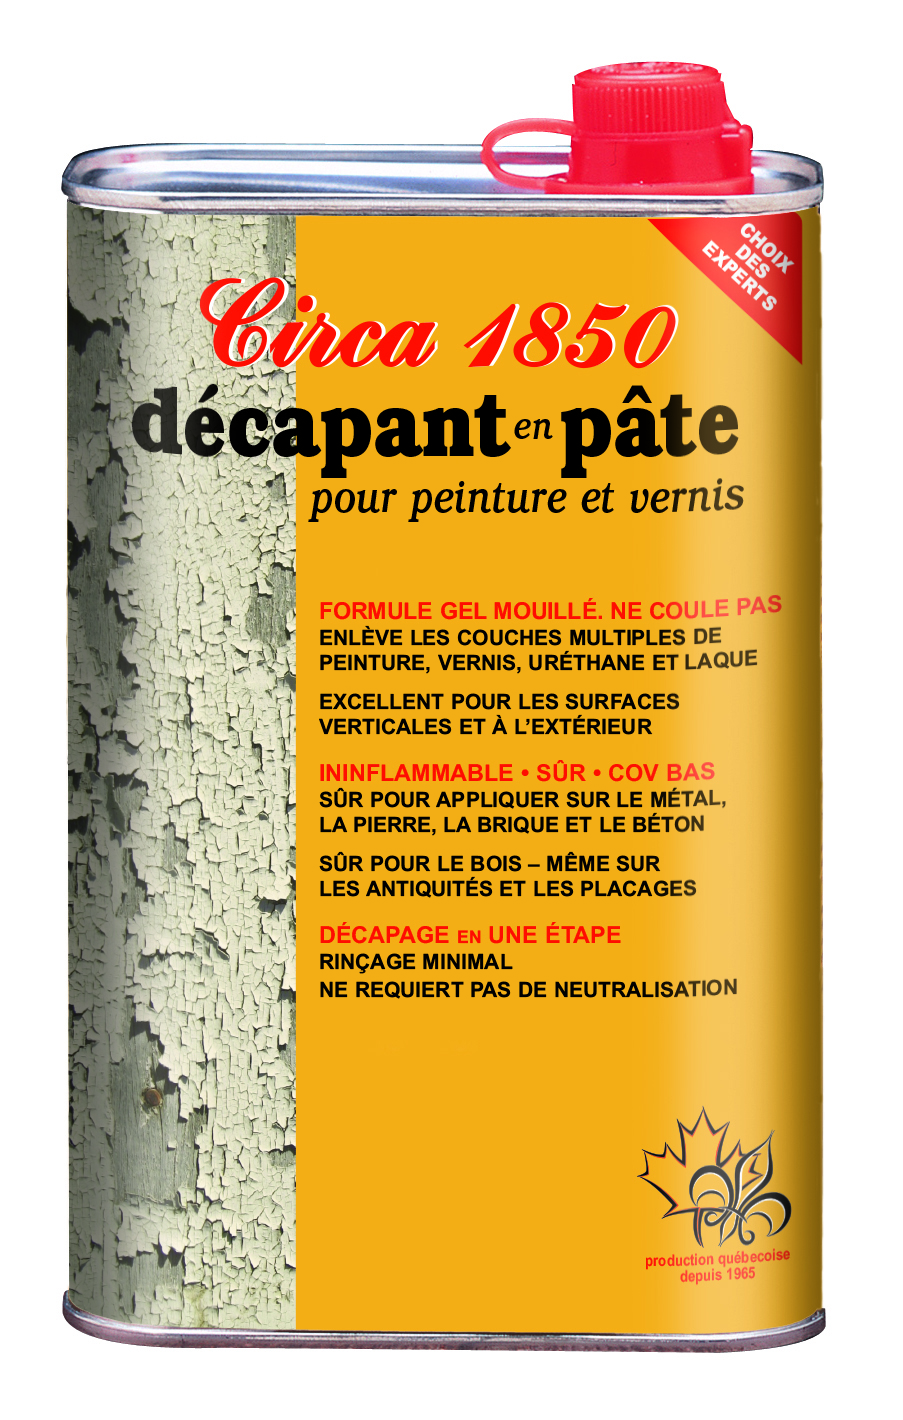 CHOIX
DES
EXPERTS
Circa 1850
décapant en pâte
pour peinture et vernis
FORMULE GEL MOUILLÉ. NE COULE PAS
ENLÈVE LES COUCHES MULTIPLES DE
PEINTURE, VERNIS, URÉTHANE ET LAQUE
EXCELLENT POUR LES SURFACES
VERTICALES ET À L’EXTÉRIEUR
ININFLAMMABLE • SÛR • COV BAS
SÛR POUR APPLIQUER SUR LE MÉTAL,
LA PIERRE, LA BRIQUE ET LE BÉTON
SÛR POUR LE BOIS – MÊME SUR
LES ANTIQUITÉS ET LES PLACAGES
DÉCAPAGE EN UNE ÉTAPE
RINÇAGE MINIMAL
NE REQUIERT PAS DE NEUTRALISATION
production québecoise
depuis 1965